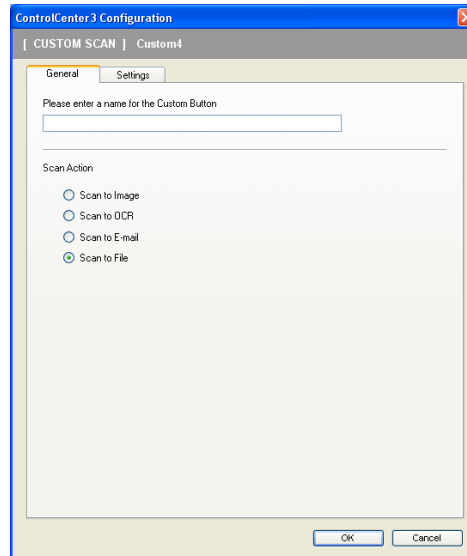 ControlCenter3 Configuration
[ CUSTOM SCAN ] Custom4
General Settings
Please enter a name for the Custom Button
Scan Action
Scan to Image
Scan to OCR
Scan to E-mail
Scan to File
OK Cancel